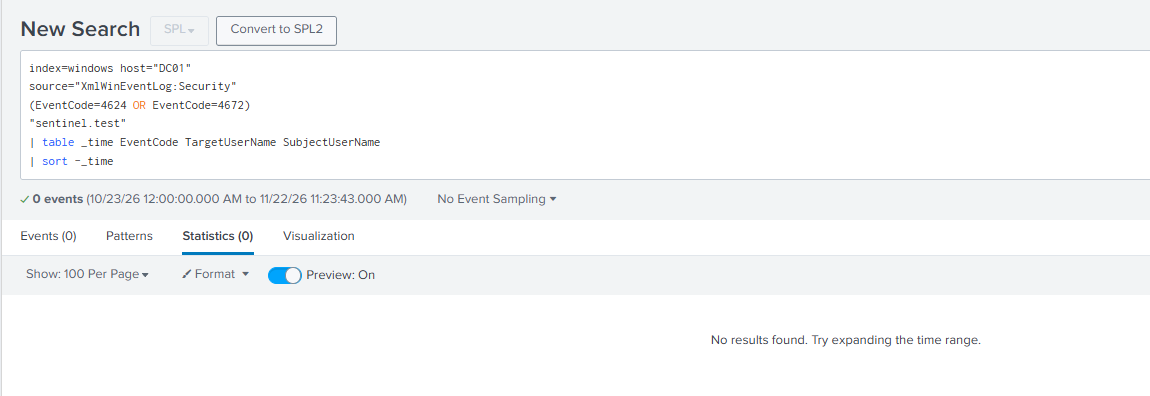 New Search SPL Convert to SPL2
index=windows host="DC01"
source="XmlWinEventLog:Security"
(EventCode=4624 OR EventCode=4672)
"sentinel.test"
| table _time EventCode TargetUserName SubjectUserName
| sort -_time
0 events (10/23/26 12:00:00.000 AM to 11/22/26 11:23:43.000 AM) No Event Sampling
Events (0) Patterns Statistics (0) Visualization
Show: 100 Per Page Format Preview: On
No results found. Try expanding the time range.